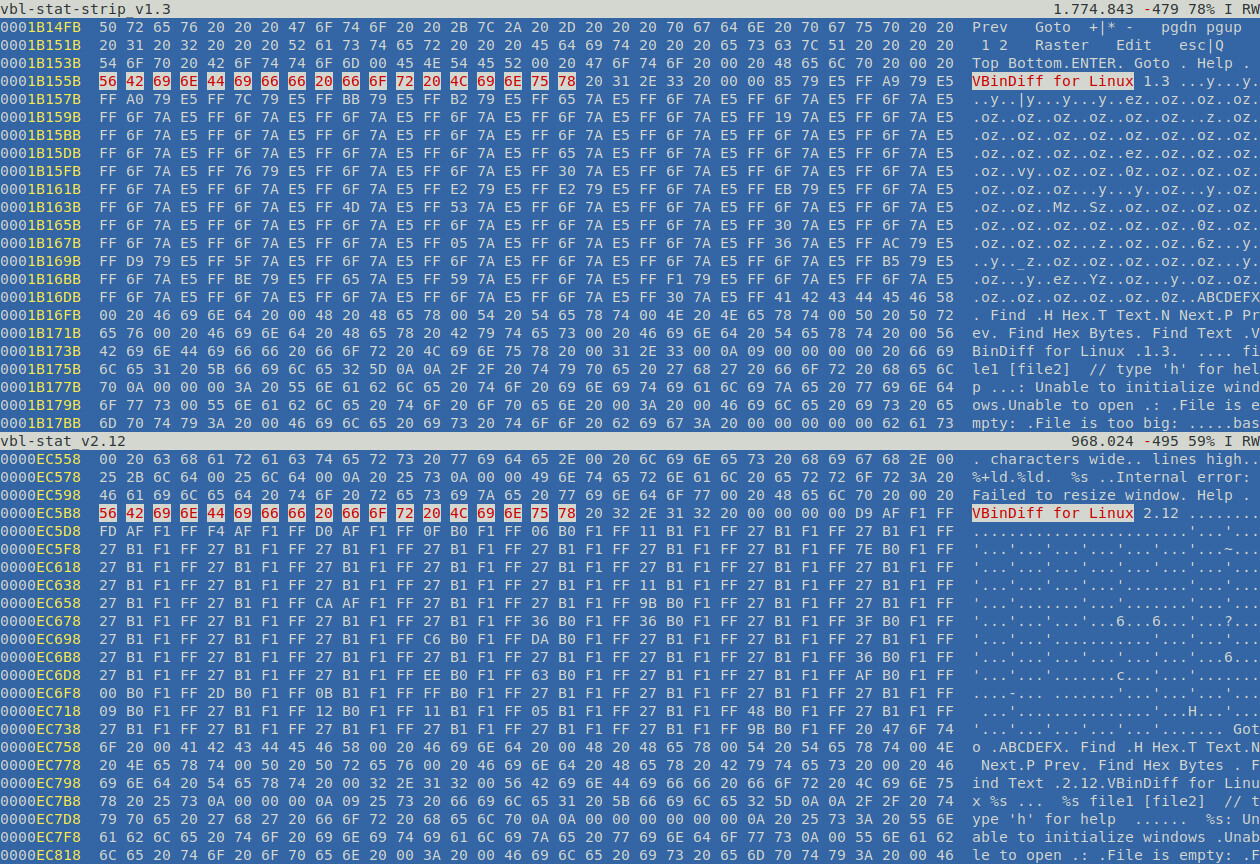 vbl-stat-strip_v1.3 1.774.843 -479 78% I RW
0001B14FB 50 72 65 76 20 20 20 47 6F 74 6F 20 20 2B 7C 2A 20 2D 20 20 20 70 67 64 6E 20 70 67 75 70 20 20 Prev   Goto  +|* -   pgdn pgup
0001B151B 20 31 20 32 20 20 20 52 61 73 74 65 72 20 20 20 45 64 69 74 20 20 20 65 73 63 7C 51 20 20 20 20  1 2   Raster   Edit   esc|Q
0001B153B 54 6F 70 20 42 6F 74 74 6F 6D 00 45 4E 54 45 52 00 20 47 6F 74 6F 20 00 20 48 65 6C 70 20 00 20 Top Bottom.ENTER. Goto . Help .
0001B155B 56 42 69 6E 44 69 66 66 20 66 6F 72 20 4C 69 6E 75 78 20 31 2E 33 20 00 00 85 79 E5 FF A9 79 E5 VBinDiff for Linux 1.3 ...y...y.
0001B157B FF A0 79 E5 FF 7C 79 E5 FF BB 79 E5 FF B2 79 E5 FF 65 7A E5 FF 6F 7A E5 FF 6F 7A E5 FF 6F 7A E5 ..y..|y...y...y..ez..oz..oz..oz.
0001B159B FF 6F 7A E5 FF 6F 7A E5 FF 6F 7A E5 FF 6F 7A E5 FF 6F 7A E5 FF 6F 7A E5 FF 19 7A E5 FF 6F 7A E5 .oz..oz..oz..oz..oz..oz...z..oz.
0001B15BB FF 6F 7A E5 FF 6F 7A E5 FF 6F 7A E5 FF 6F 7A E5 FF 6F 7A E5 FF 6F 7A E5 FF 6F 7A E5 FF 6F 7A E5 .oz..oz..oz..oz..oz..oz..oz..oz.
0001B15DB FF 6F 7A E5 FF 6F 7A E5 FF 6F 7A E5 FF 6F 7A E5 FF 65 7A E5 FF 6F 7A E5 FF 6F 7A E5 FF 6F 7A E5 .oz..oz..oz..oz..ez..oz..oz..oz.
0001B15FB FF 6F 7A E5 FF 76 79 E5 FF 6F 7A E5 FF 6F 7A E5 FF 30 7A E5 FF 6F 7A E5 FF 6F 7A E5 FF 6F 7A E5 .oz..vy..oz..oz..0z..oz..oz..oz.
0001B161B FF 6F 7A E5 FF 6F 7A E5 FF 6F 7A E5 FF E2 79 E5 FF E2 79 E5 FF 6F 7A E5 FF EB 79 E5 FF 6F 7A E5 .oz..oz..oz...y...y..oz...y..oz.
0001B163B FF 6F 7A E5 FF 6F 7A E5 FF 4D 7A E5 FF 53 7A E5 FF 6F 7A E5 FF 6F 7A E5 FF 6F 7A E5 FF 6F 7A E5 .oz..oz..Mz..Sz..oz..oz..oz..oz.
0001B165B FF 6F 7A E5 FF 6F 7A E5 FF 6F 7A E5 FF 6F 7A E5 FF 6F 7A E5 FF 6F 7A E5 FF 30 7A E5 FF 6F 7A E5 .oz..oz..oz..oz..oz..oz..0z..oz.
0001B167B FF 6F 7A E5 FF 6F 7A E5 FF 6F 7A E5 FF 05 7A E5 FF 6F 7A E5 FF 6F 7A E5 FF 36 7A E5 FF AC 79 E5 .oz..oz..oz...z..oz..oz..6z...y.
0001B169B FF D9 79 E5 FF 5F 7A E5 FF 6F 7A E5 FF 6F 7A E5 FF 6F 7A E5 FF 6F 7A E5 FF 6F 7A E5 FF B5 79 E5 ..y.._z..oz..oz..oz..oz..oz...y.
0001B16BB FF 6F 7A E5 FF BE 79 E5 FF 65 7A E5 FF 59 7A E5 FF 6F 7A E5 FF F1 79 E5 FF 6F 7A E5 FF 6F 7A E5 .oz...y..ez..Yz..oz...y..oz..oz.
0001B16DB FF 6F 7A E5 FF 6F 7A E5 FF 6F 7A E5 FF 6F 7A E5 FF 6F 7A E5 FF 30 7A E5 FF 41 42 43 44 45 46 58 .oz..oz..oz..oz..oz..0z..ABCDEFX
0001B16FB 00 20 46 69 6E 64 20 00 48 20 48 65 78 00 54 20 54 65 78 74 00 4E 20 4E 65 78 74 00 50 20 50 72 . Find .H Hex.T Text.N Next.P Pr
0001B171B 65 76 00 20 46 69 6E 64 20 48 65 78 20 42 79 74 65 73 00 20 46 69 6E 64 20 54 65 78 74 20 00 56 ev. Find Hex Bytes. Find Text .V
0001B173B 42 69 6E 44 69 66 66 20 66 6F 72 20 4C 69 6E 75 78 20 00 31 2E 33 00 0A 09 00 00 00 00 20 66 69 BinDiff for Linux .1.3.  .... fi
0001B175B 6C 65 31 20 5B 66 69 6C 65 32 5D 0A 0A 2F 2F 20 74 79 70 65 20 27 68 27 20 66 6F 72 20 68 65 6C le1 [file2]  // type 'h' for hel
0001B177B 70 0A 00 00 00 3A 20 55 6E 61 62 6C 65 20 74 6F 20 69 6E 69 74 69 61 6C 69 7A 65 20 77 69 6E 64 p ...: Unable to initialize wind
0001B179B 6F 77 73 00 55 6E 61 62 6C 65 20 74 6F 20 6F 70 65 6E 20 00 3A 20 00 46 69 6C 65 20 69 73 20 65 ows.Unable to open .: .File is e
0001B17BB 6D 70 74 79 3A 20 00 46 69 6C 65 20 69 73 20 74 6F 6F 20 62 69 67 3A 20 00 00 00 00 00 62 61 73 mpty: .File is too big: .....bas
vbl-stat_v2.12 968.024 -495 59% I RW
0000EC558 00 20 63 68 61 72 61 63 74 65 72 73 20 77 69 64 65 2E 00 20 6C 69 6E 65 73 20 68 69 67 68 2E 00 . characters wide.. lines high..
0000EC578 25 2B 6C 64 00 25 6C 64 00 0A 20 25 73 0A 00 00 49 6E 74 65 72 6E 61 6C 20 65 72 72 6F 72 3A 20 %+ld.%ld.  %s ..Internal error:
0000EC598 46 61 69 6C 65 64 20 74 6F 20 72 65 73 69 7A 65 20 77 69 6E 64 6F 77 00 20 48 65 6C 70 20 00 20 Failed to resize window. Help .
0000EC5B8 56 42 69 6E 44 69 66 66 20 66 6F 72 20 4C 69 6E 75 78 20 32 2E 31 32 20 00 00 00 00 D9 AF F1 FF VBinDiff for Linux 2.12 ........
0000EC5D8 FD AF F1 FF F4 AF F1 FF D0 AF F1 FF 0F B0 F1 FF 06 B0 F1 FF 11 B1 F1 FF 27 B1 F1 FF 27 B1 F1 FF ........................'...'...
0000EC5F8 27 B1 F1 FF 27 B1 F1 FF 27 B1 F1 FF 27 B1 F1 FF 27 B1 F1 FF 27 B1 F1 FF 27 B1 F1 FF 7E B0 F1 FF '...'...'...'...'...'...'...~...
0000EC618 27 B1 F1 FF 27 B1 F1 FF 27 B1 F1 FF 27 B1 F1 FF 27 B1 F1 FF 27 B1 F1 FF 27 B1 F1 FF 27 B1 F1 FF '...'...'...'...'...'...'...'...
0000EC638 27 B1 F1 FF 27 B1 F1 FF 27 B1 F1 FF 27 B1 F1 FF 27 B1 F1 FF 11 B1 F1 FF 27 B1 F1 FF 27 B1 F1 FF '...'...'...'...'.......'...'...
0000EC658 27 B1 F1 FF 27 B1 F1 FF CA AF F1 FF 27 B1 F1 FF 27 B1 F1 FF 9B B0 F1 FF 27 B1 F1 FF 27 B1 F1 FF '...'.......'...'.......'...'...
0000EC678 27 B1 F1 FF 27 B1 F1 FF 27 B1 F1 FF 27 B1 F1 FF 36 B0 F1 FF 36 B0 F1 FF 27 B1 F1 FF 3F B0 F1 FF '...'...'...'...6...6...'...?...
0000EC698 27 B1 F1 FF 27 B1 F1 FF 27 B1 F1 FF C6 B0 F1 FF DA B0 F1 FF 27 B1 F1 FF 27 B1 F1 FF 27 B1 F1 FF '...'...'...........'...'...'...
0000EC6B8 27 B1 F1 FF 27 B1 F1 FF 27 B1 F1 FF 27 B1 F1 FF 27 B1 F1 FF 27 B1 F1 FF 27 B1 F1 FF 36 B0 F1 FF '...'...'...'...'...'...'...6...
0000EC6D8 27 B1 F1 FF 27 B1 F1 FF 27 B1 F1 FF EE B0 F1 FF 63 B0 F1 FF 27 B1 F1 FF 27 B1 F1 FF AF B0 F1 FF '...'...'.......c...'...'.......
0000EC6F8 00 B0 F1 FF 2D B0 F1 FF 0B B1 F1 FF FF B0 F1 FF 27 B1 F1 FF 27 B1 F1 FF 27 B1 F1 FF 27 B1 F1 FF ....-... .......'...'...'...'...
0000EC718 09 B0 F1 FF 27 B1 F1 FF 12 B0 F1 FF 11 B1 F1 FF 05 B1 F1 FF 27 B1 F1 FF 48 B0 F1 FF 27 B1 F1 FF  ...'...............'...H...'...
0000EC738 27 B1 F1 FF 27 B1 F1 FF 27 B1 F1 FF 27 B1 F1 FF 27 B1 F1 FF 27 B1 F1 FF 9B B0 F1 FF 20 47 6F 74 '...'...'...'...'...'....... Got
0000EC758 6F 20 00 41 42 43 44 45 46 58 00 20 46 69 6E 64 20 00 48 20 48 65 78 00 54 20 54 65 78 74 00 4E o .ABCDEFX. Find .H Hex.T Text.N
0000EC778 20 4E 65 78 74 00 50 20 50 72 65 76 00 20 46 69 6E 64 20 48 65 78 20 42 79 74 65 73 20 00 20 46  Next.P Prev. Find Hex Bytes . F
0000EC798 69 6E 64 20 54 65 78 74 20 00 32 2E 31 32 00 56 42 69 6E 44 69 66 66 20 66 6F 72 20 4C 69 6E 75 ind Text .2.12.VBinDiff for Linu
0000EC7B8 78 20 25 73 0A 00 00 00 0A 09 25 73 20 66 69 6C 65 31 20 5B 66 69 6C 65 32 5D 0A 0A 2F 2F 20 74 x %s ...  %s file1 [file2]  // t
0000EC7D8 79 70 65 20 27 68 27 20 66 6F 72 20 68 65 6C 70 0A 0A 00 00 00 00 00 00 0A 20 25 73 3A 20 55 6E ype 'h' for help  ......  %s: Un
0000EC7F8 61 62 6C 65 20 74 6F 20 69 6E 69 74 69 61 6C 69 7A 65 20 77 69 6E 64 6F 77 73 0A 00 55 6E 61 62 able to initialize windows .Unab
0000EC818 6C 65 20 74 6F 20 6F 70 65 6E 20 00 3A 20 00 46 69 6C 65 20 69 73 20 65 6D 70 74 79 3A 20 00 46 le to open .: .File is empty: .F